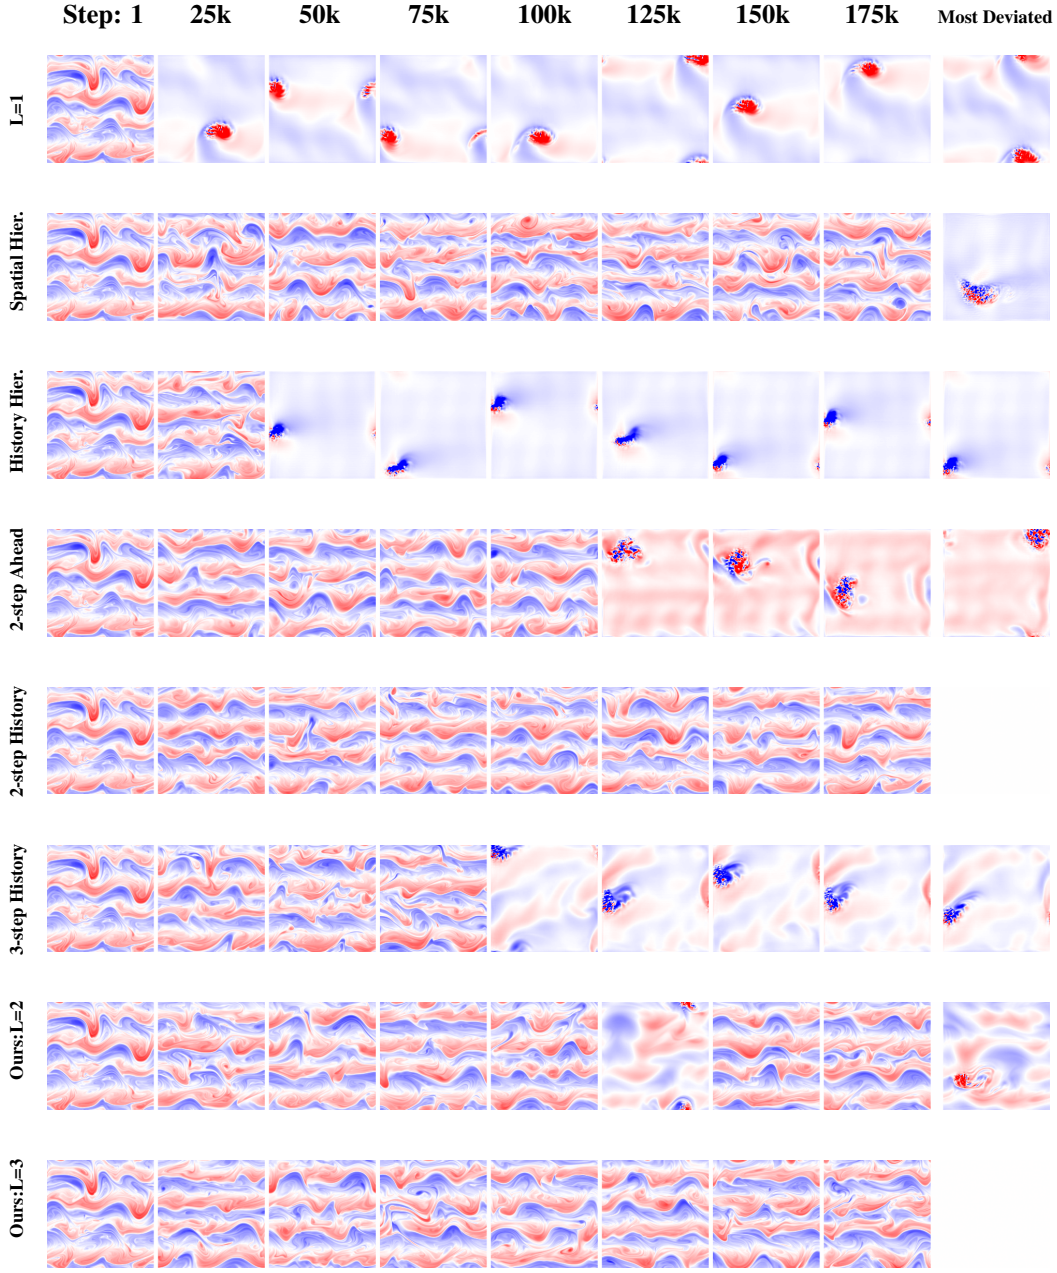 Step: 1 25k 50k 75k 100k 125k 150k 175k Most Deviated
L=1
Spatial Hier.
History Hier.
2-step Ahead
2-step History
3-step History
Ours:L=2
Ours:L=3